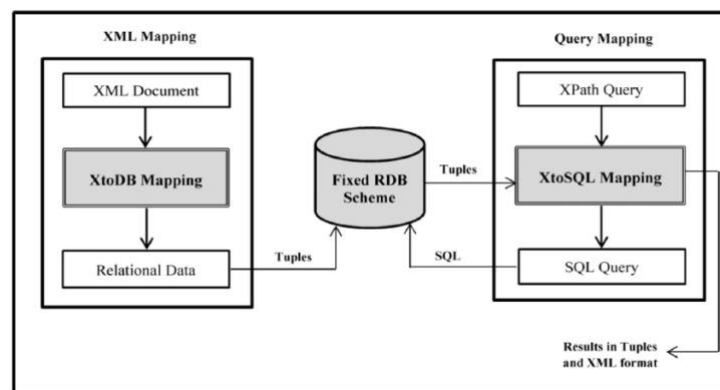 XML Mapping
XML Document
XtoDB Mapping
Relational Data
Tuples
Fixed RDB
Scheme
Tuples
SQL
Query Mapping
XPath Query
XtoSQL Mapping
SQL Query
Results in Tuples
and XML format